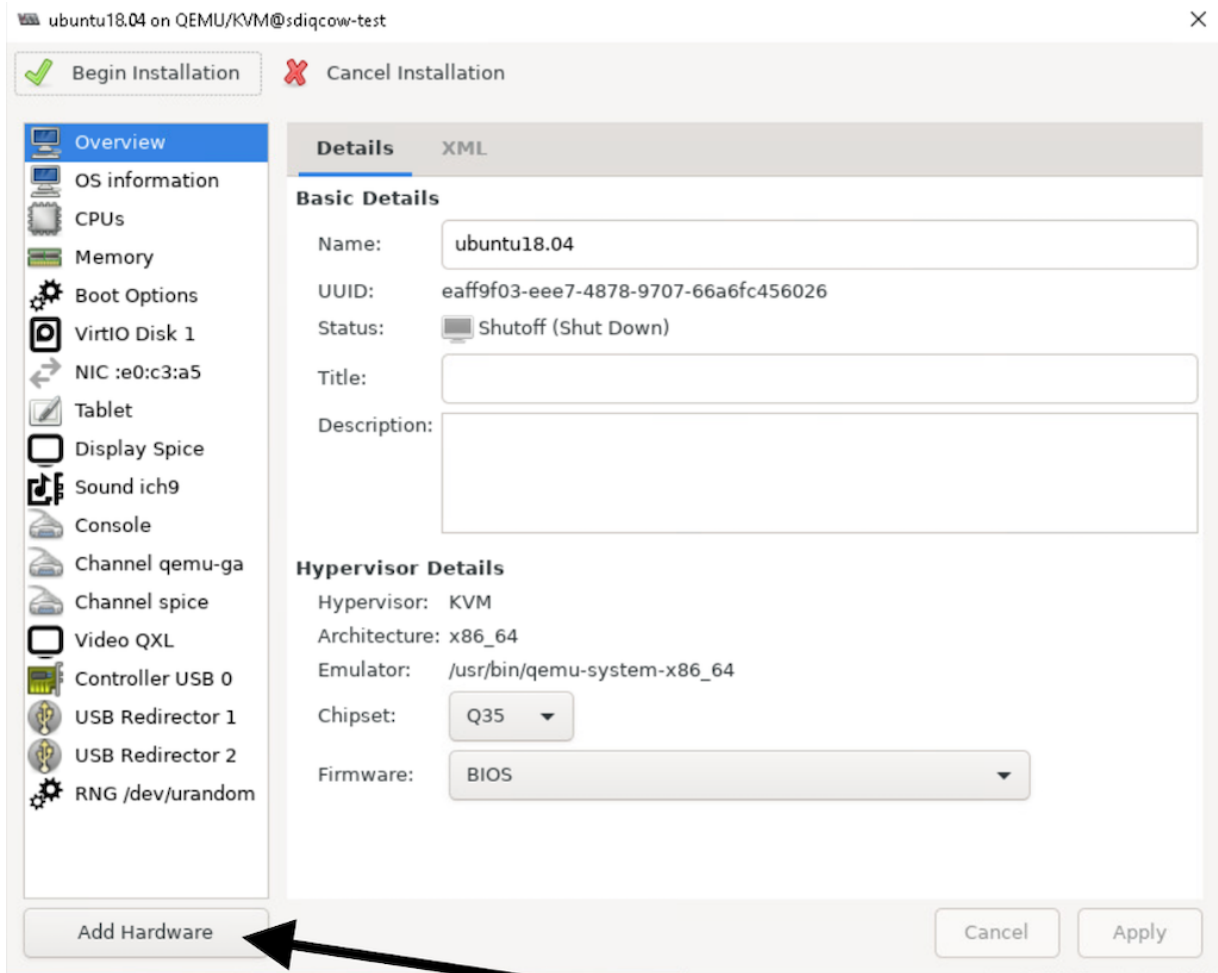 ubuntu18.04 on QEMU/KVM@sdiqcow-test
Begin Installation
Cancel Installation
Overview
OS information
CPUs
Memory
Boot Options
VirtIO Disk 1
NIC :e0:c3:a5
Tablet
Display Spice
Sound ich9
Console
Channel qemu-ga
Channel spice
Video QXL
Controller USB 0
USB Redirector 1
USB Redirector 2
RNG /dev/urandom
Add Hardware
Details XML
Basic Details
Name: ubuntu18.04
UUID: eaff9f03-eee7-4878-9707-66a6fc456026
Status: Shutoff (Shut Down)
Title:
Description:
Hypervisor Details
Hypervisor: KVM
Architecture: x86_64
Emulator: /usr/bin/qemu-system-x86_64
Chipset: Q35
Firmware: BIOS
Cancel Apply